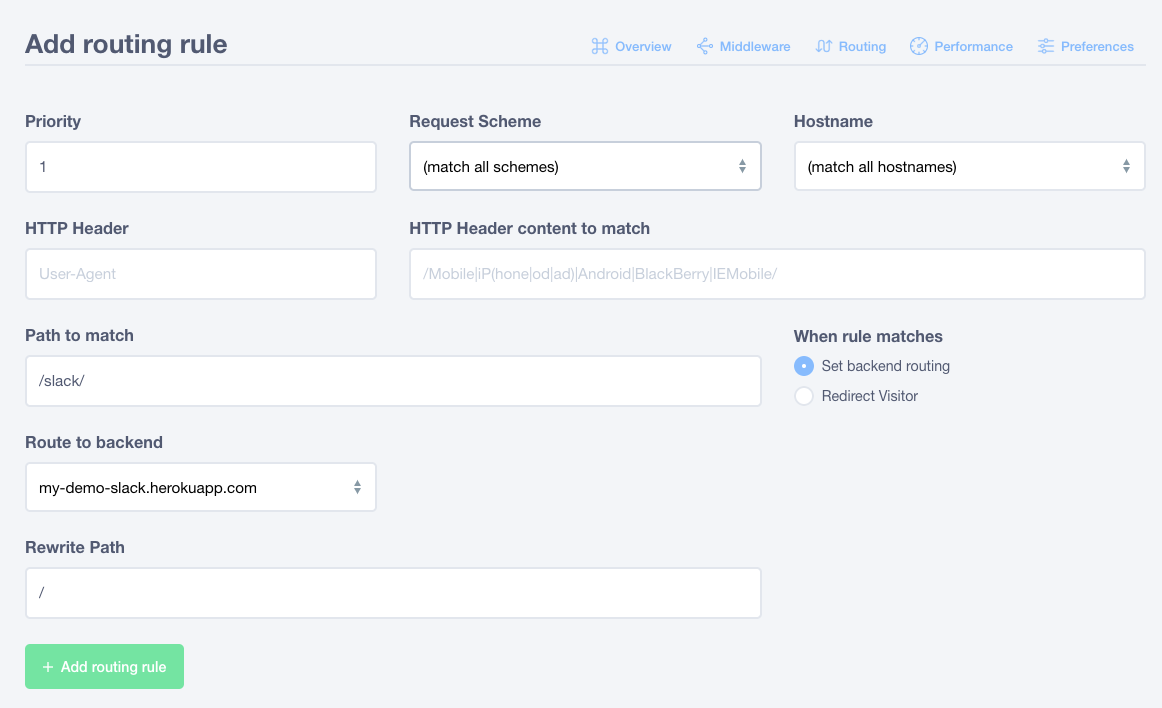 Add routing rule
Overview Middleware Routing Performance Preferences
Priority Request Scheme Hostname
1 (match all schemes) (match all hostnames)
HTTP Header HTTP Header content to match
User-Agent /Mobile|iP(hone|od|ad)|Android|BlackBerry|IEMobile/
Path to match When rule matches
/slack/ Set backend routing
Redirect Visitor
Route to backend
my-demo-slack.herokuapp.com
Rewrite Path
/
+ Add routing rule